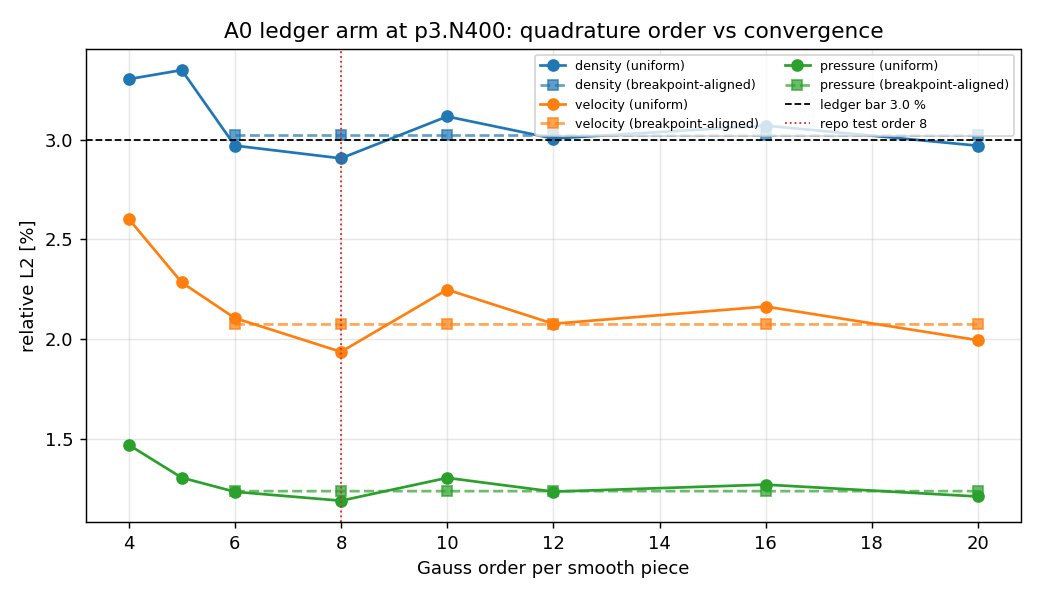 A0 ledger arm at p3.N400: quadrature order vs convergence
density (uniform)
density (breakpoint-aligned)
velocity (uniform)
velocity (breakpoint-aligned)
pressure (uniform)
pressure (breakpoint-aligned)
ledger bar 3.0 %
repo test order 8
relative L2 [%]
3.0
2.5
2.0
1.5
4 6 8 10 12 14 16 18 20
Gauss order per smooth piece